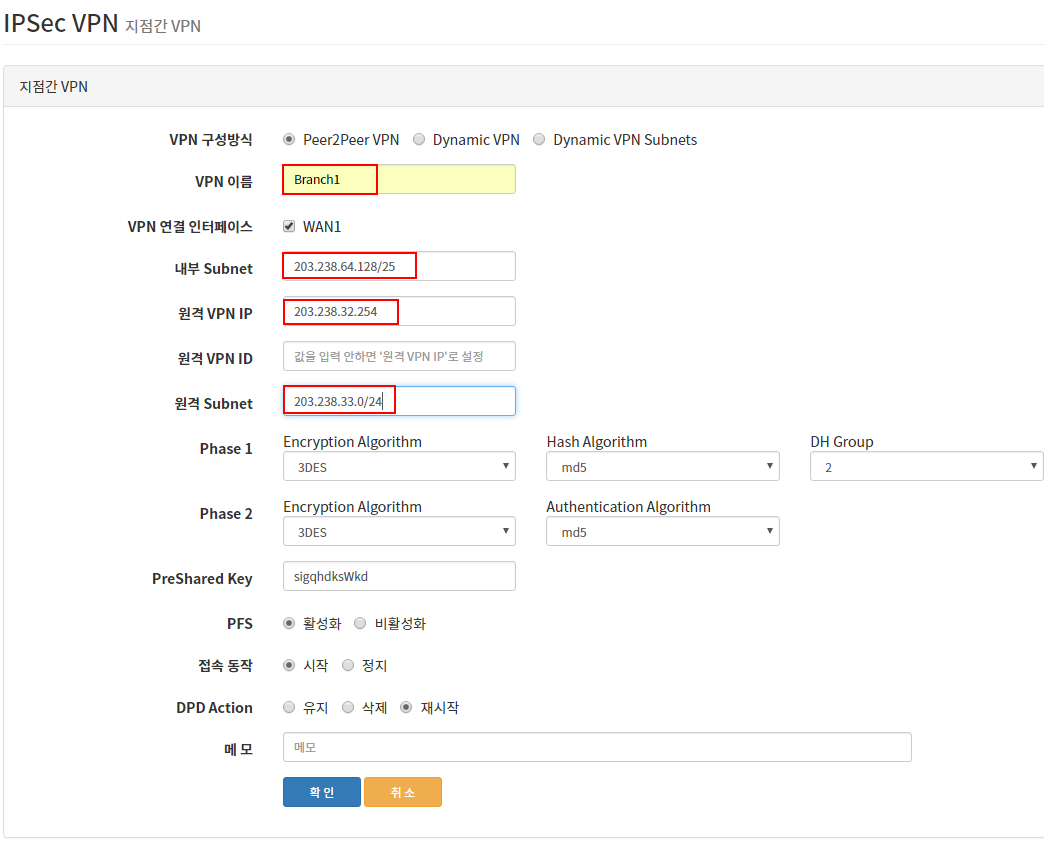 IPSec VPN 지점간 VPN
지점간 VPN
VPN 구성방식 Peer2Peer VPN Dynamic VPN Dynamic VPN Subnets
VPN 이름 Branch1
VPN 연결 인터페이스 WAN1
내부 Subnet 203.238.64.128/25
원격 VPN IP 203.238.32.254
원격 VPN ID 값을 입력 안하면 '원격 VPN IP'로 설정
원격 Subnet 203.238.33.0/24
Phase 1 Encryption Algorithm Hash Algorithm DH Group
3DES md5 2
Phase 2 Encryption Algorithm Authentication Algorithm
3DES md5
PreShared Key sigqhdksWkd
PFS 활성화 비활성화
접속 동작 시작 정지
DPD Action 유지 삭제 재시작
메 모 메모
확 인 취 소